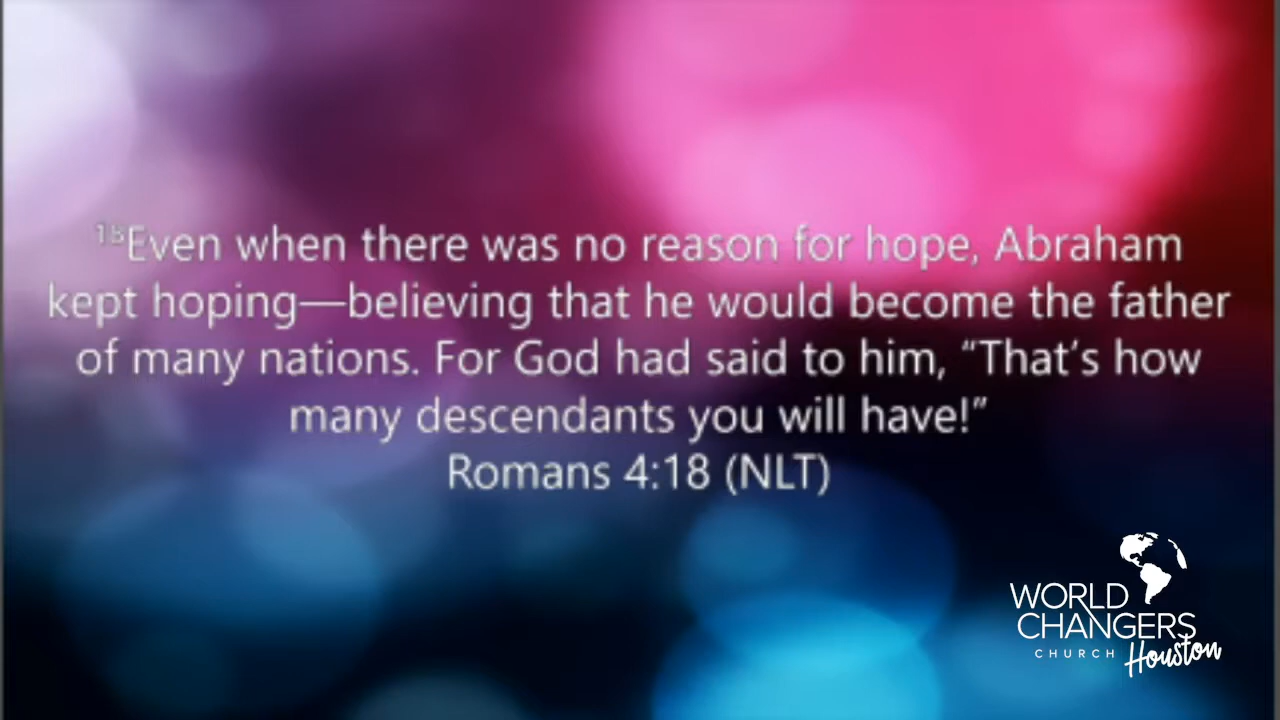 ¹⁸Even when there was no reason for hope, Abraham
kept hoping—believing that he would become the father
of many nations. For God had said to him, “That’s how
many descendants you will have!”
Romans 4:18 (NLT)
WORLD
CHANGERS
CHURCH Houston